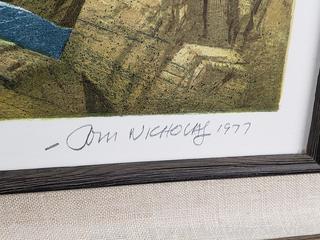 - Tom NICHOLAS 1977